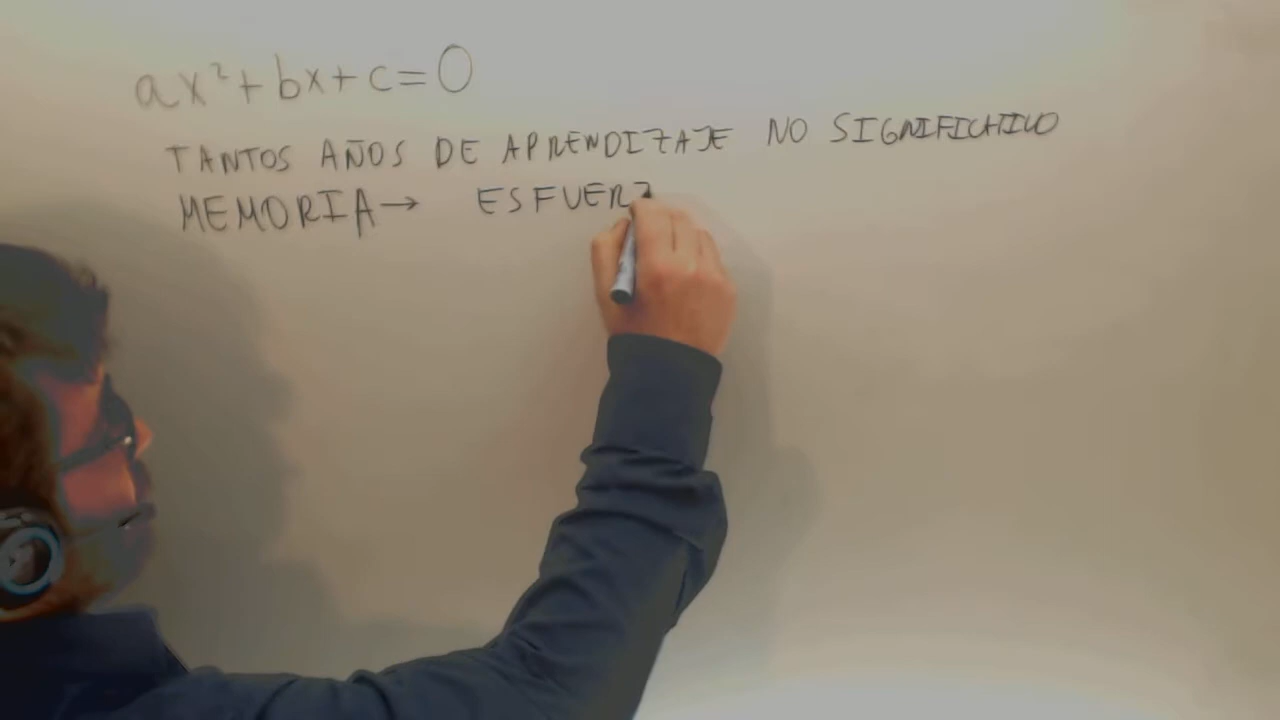 ax²+bx+c=0
TANTOS AÑOS DE APRENDIZAJE NO SIGNIFICATIVO
MEMORIA→ ESFUERZ